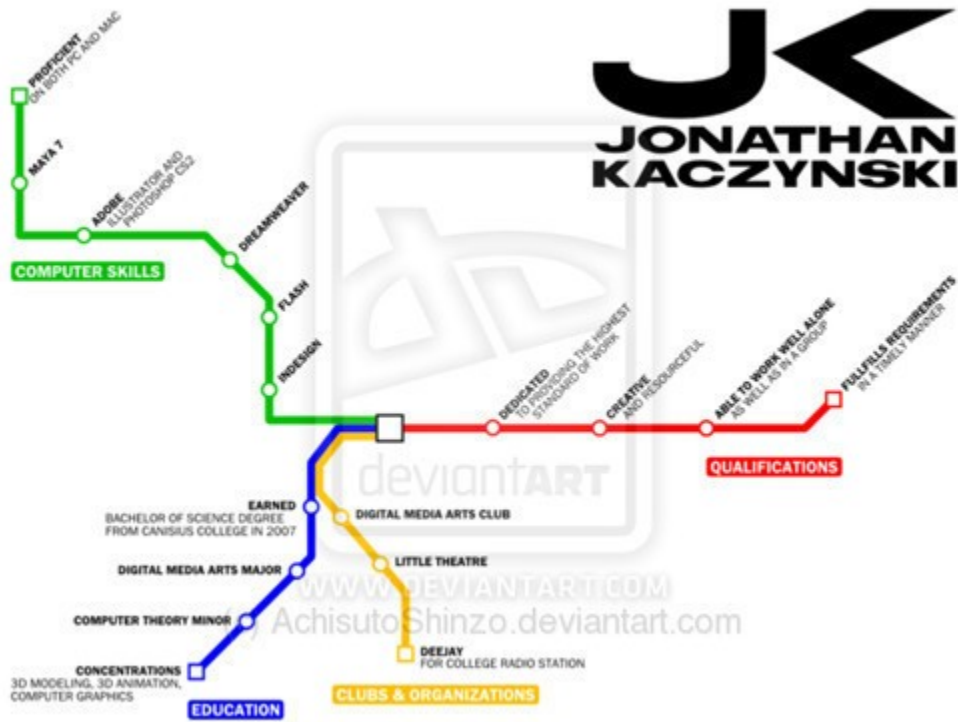 JK
JONATHAN
KACZYNSKI
PROFICIENT
ON BOTH PC AND MAC
MAYA 7
ADOBE
ILLUSTRATOR AND
PHOTOSHOP CS2
DREAMWEAVER
COMPUTER SKILLS
FLASH
INDESIGN
DEDICATED
TO PROVIDING THE HIGHEST
STANDARD OF WORK
CREATIVE
AND RESOURCEFUL
ABLE TO WORK WELL ALONE
AS WELL AS IN A GROUP
FULLFILLS REQUIREMENTS
IN A TIMELY MANNER
QUALIFICATIONS
da
deviantART
EARNED
BACHELOR OF SCIENCE DEGREE
FROM CANISIUS COLLEGE IN 2007
DIGITAL MEDIA ARTS MAJOR
COMPUTER THEORY MINOR
CONCENTRATIONS
3D MODELING, 3D ANIMATION,
COMPUTER GRAPHICS
EDUCATION
DIGITAL MEDIA ARTS CLUB
LITTLE THEATRE
DEEJAY
FOR COLLEGE RADIO STATION
CLUBS & ORGANIZATIONS
WWW.DEVIANTART.COM
(c) AchisutoShinzo.deviantart.com